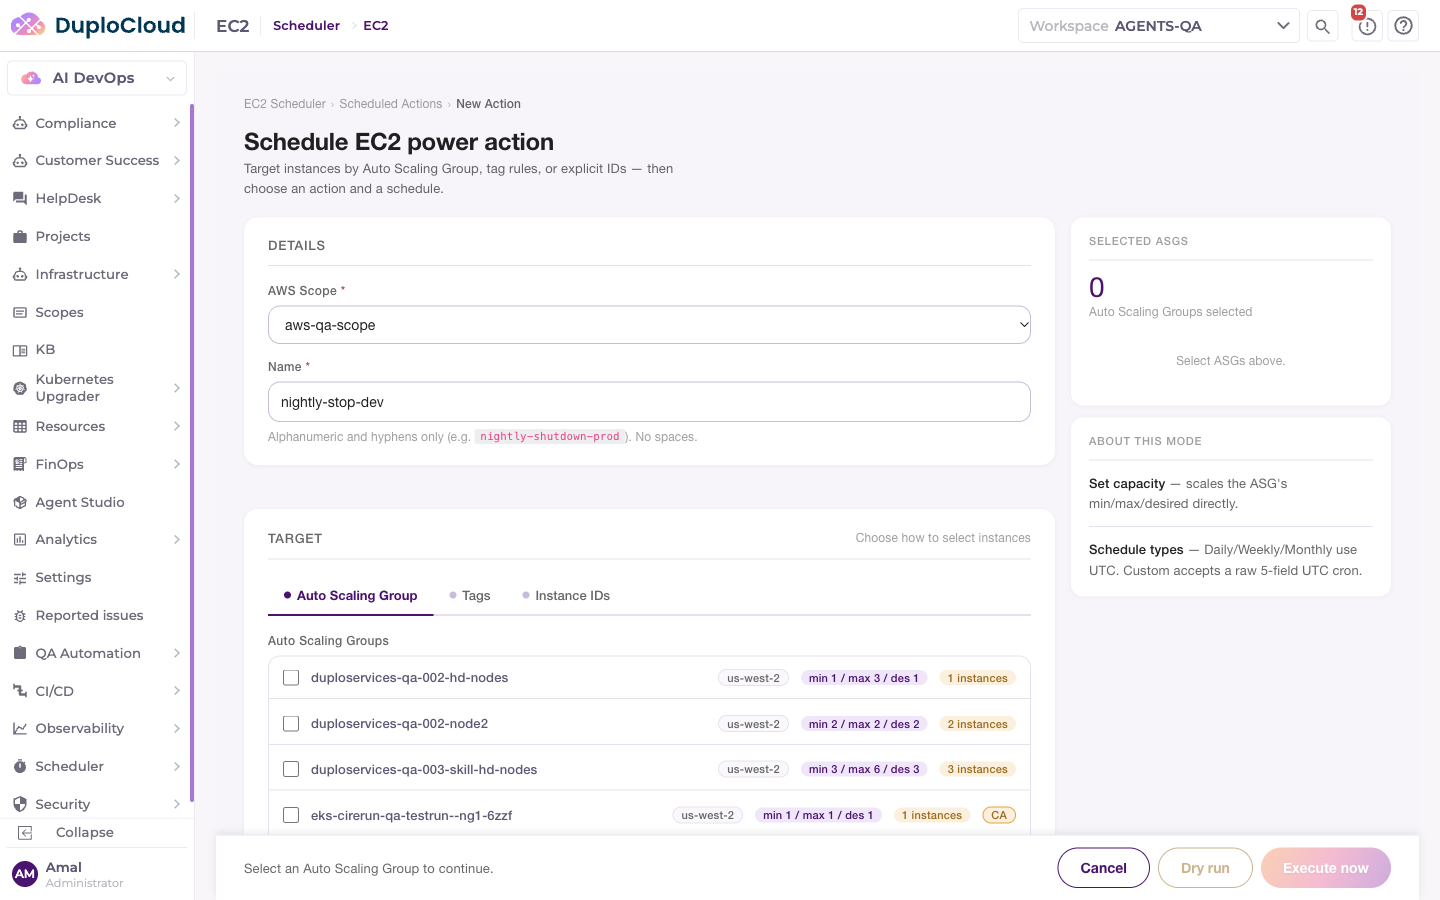 DuploCloud
EC2
Scheduler > EC2
Workspace AGENTS-QA
12
AI DevOps
Compliance
Customer Success
HelpDesk
Projects
Infrastructure
Scopes
KB
Kubernetes
Upgrader
Resources
FinOps
Agent Studio
Analytics
Settings
Reported issues
QA Automation
CI/CD
Observability
Scheduler
Security
Collapse
AM
Amal
Administrator
EC2 Scheduler › Scheduled Actions › New Action
Schedule EC2 power action
Target instances by Auto Scaling Group, tag rules, or explicit IDs — then
choose an action and a schedule.
DETAILS
AWS Scope *
aws-qa-scope
Name *
nightly-stop-dev
Alphanumeric and hyphens only (e.g. nightly-shutdown-prod ). No spaces.
TARGET
Choose how to select instances
Auto Scaling Group
Tags
Instance IDs
Auto Scaling Groups
duploservices-qa-002-hd-nodes us-west-2 min 1 / max 3 / des 1 1 instances
duploservices-qa-002-node2 us-west-2 min 2 / max 2 / des 2 2 instances
duploservices-qa-003-skill-hd-nodes us-west-2 min 3 / max 6 / des 3 3 instances
eks-cirerun-qa-testrun--ng1-6zzf us-west-2 min 1 / max 1 / des 1 1 instances CA
SELECTED ASGS
0
Auto Scaling Groups selected
Select ASGs above.
ABOUT THIS MODE
Set capacity — scales the ASG's
min/max/desired directly.
Schedule types — Daily/Weekly/Monthly use
UTC. Custom accepts a raw 5-field UTC cron.
Select an Auto Scaling Group to continue.
Cancel
Dry run
Execute now